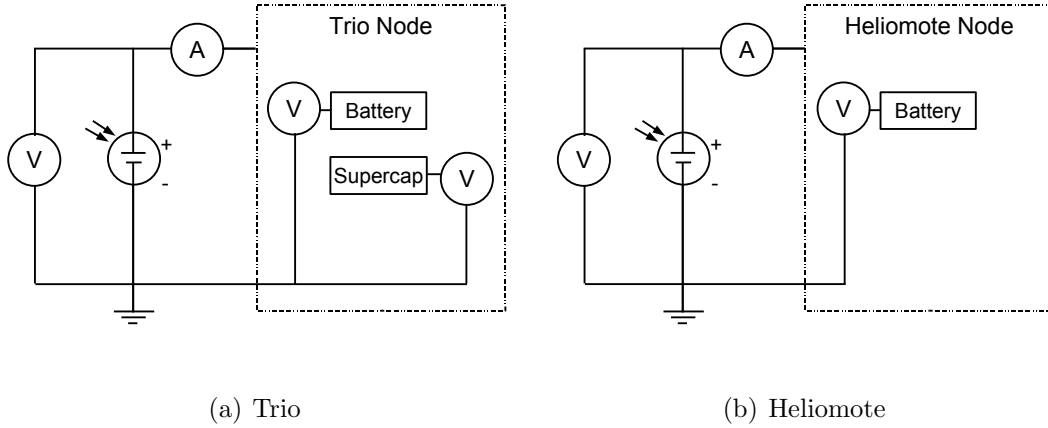 Trio Node
A
V
Battery
V
+
-
Supercap
V
(a) Trio
Heliomote Node
A
V
Battery
V
+
-
(b) Heliomote